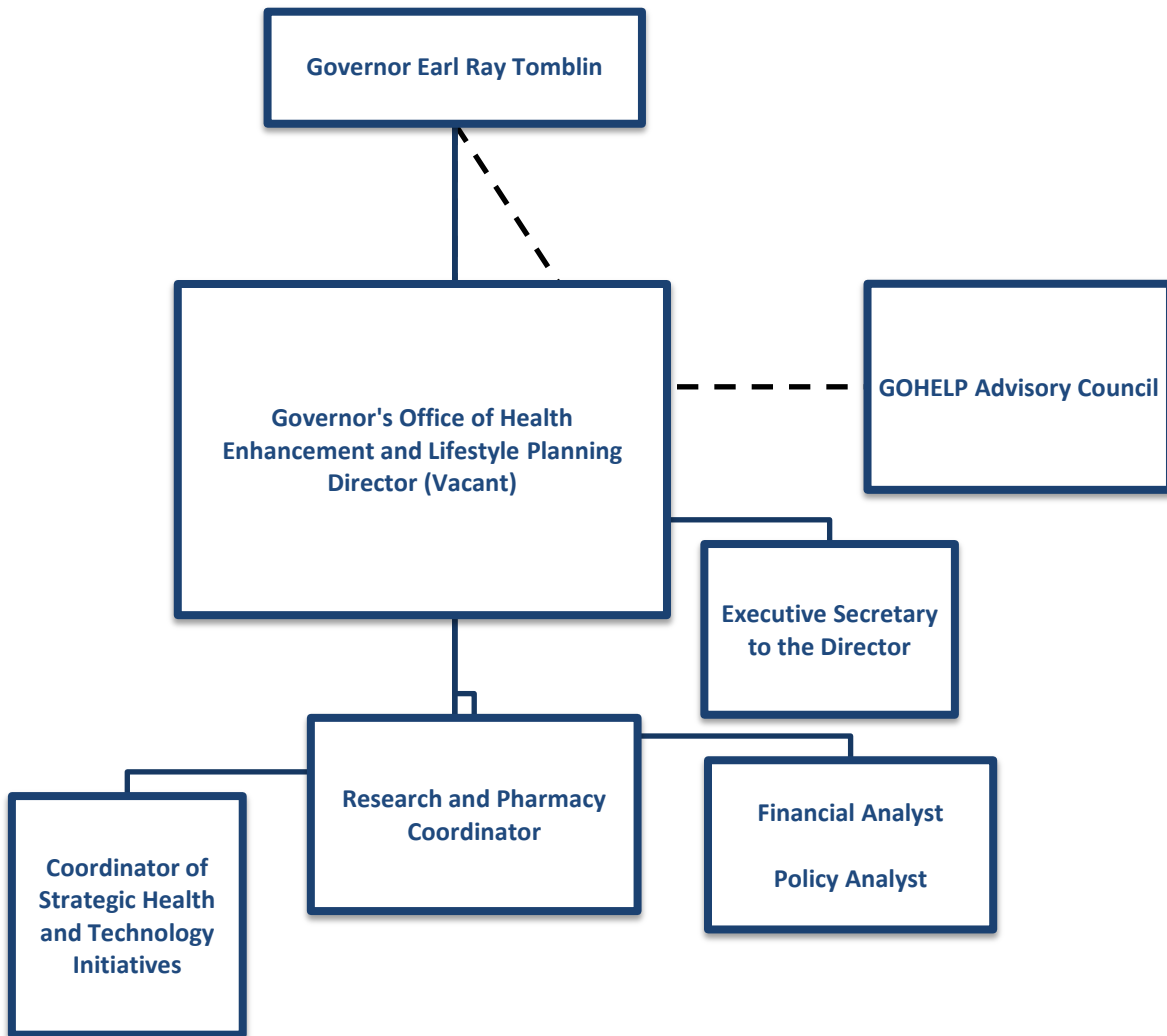 Governor Earl Ray Tomblin
Governor's Office of Health
Enhancement and Lifestyle Planning
Director (Vacant)
GOHELP Advisory Council
Executive Secretary
to the Director
Research and Pharmacy
Coordinator
Financial Analyst
Policy Analyst
Coordinator of
Strategic Health
and Technology
Initiatives